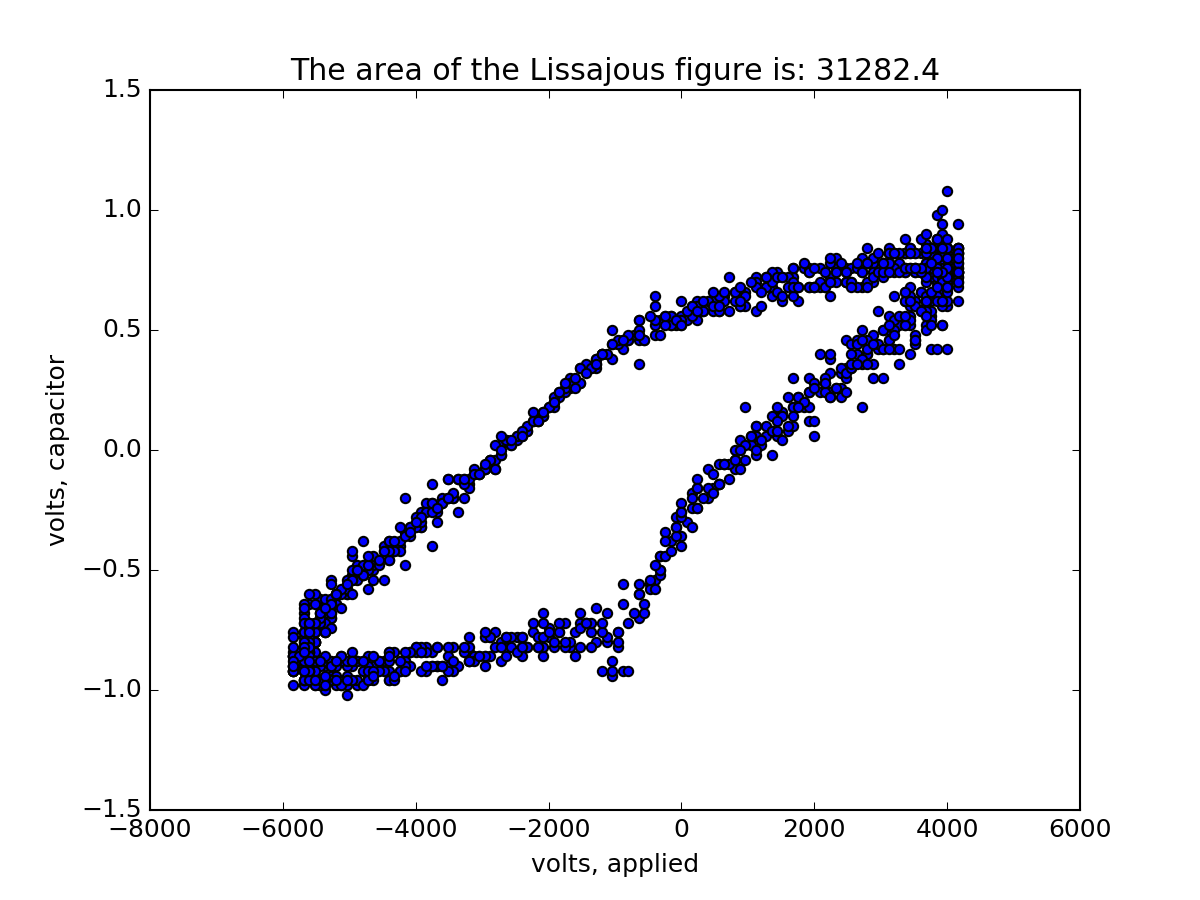 The area of the Lissajous figure is: 31282.4
1.5
1.0
0.5
0.0
−0.5
−1.0
−1.5
volts, capacitor
−8000 −6000 −4000 −2000 0 2000 4000 6000
volts, applied